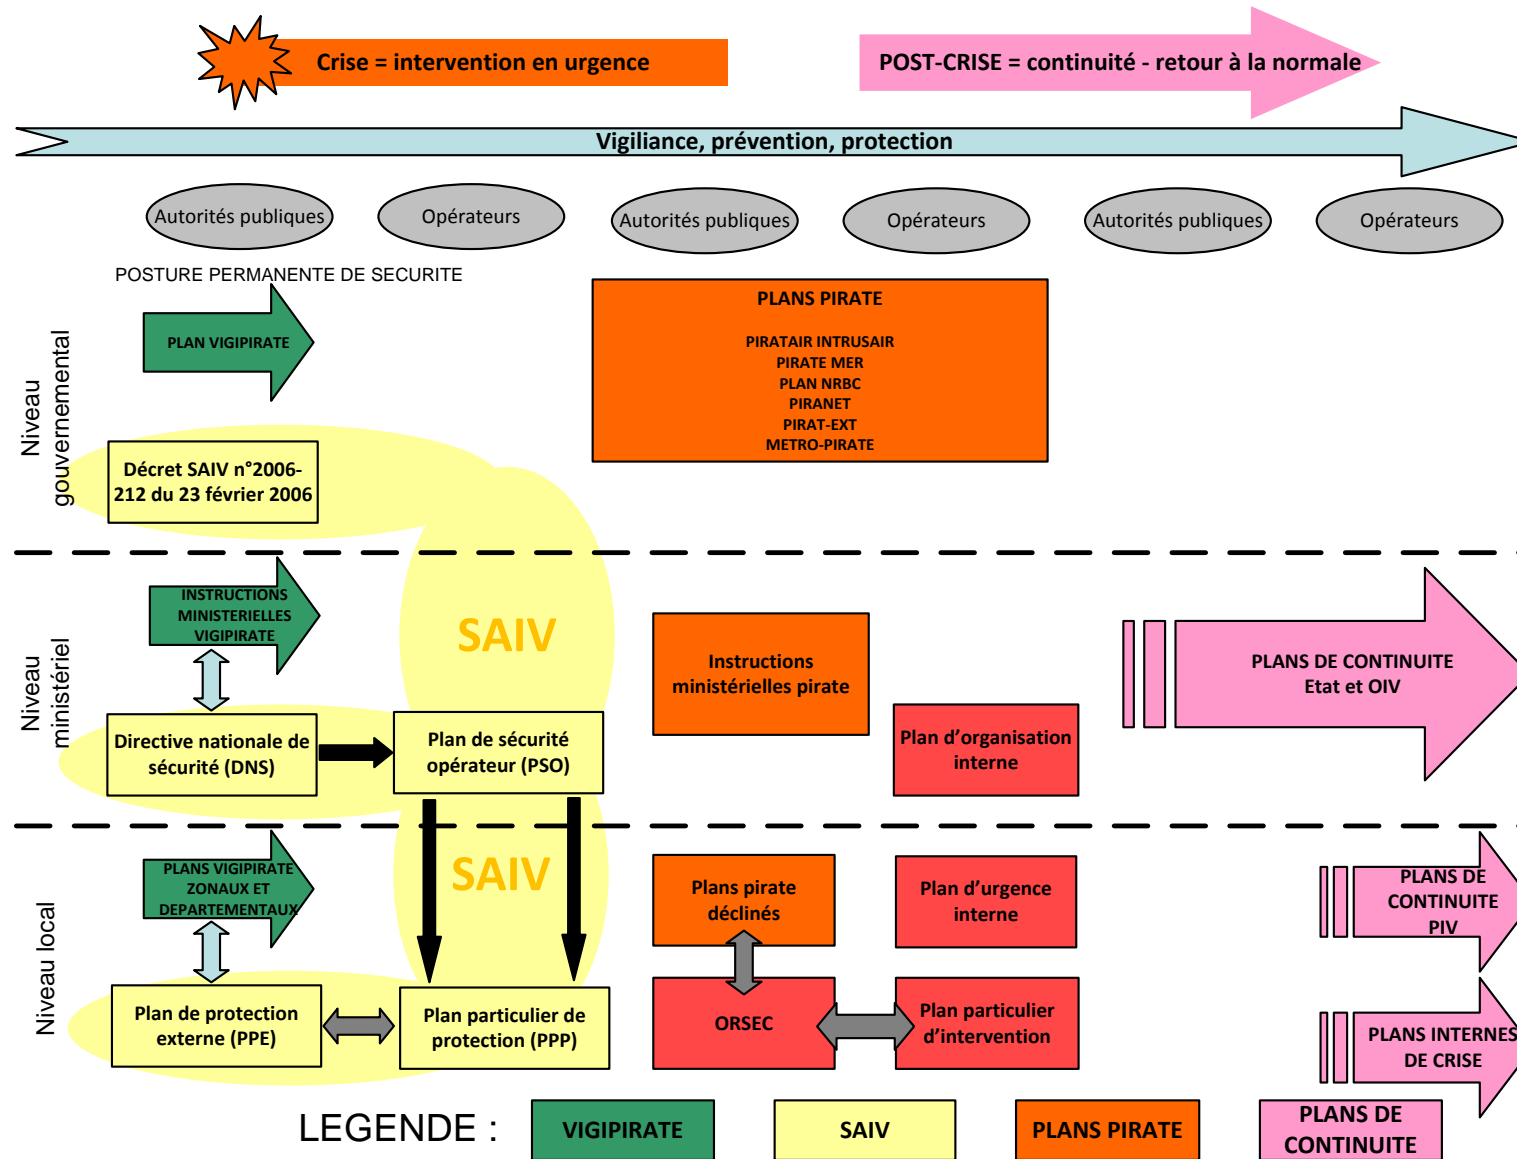 Crise = intervention en urgence
POST-CRISE = continuité - retour à la normale
Vigiliance, prévention, protection
Autorités publiques
Opérateurs
Autorités publiques
Opérateurs
Autorités publiques
Opérateurs
POSTURE PERMANENTE DE SECURITE
Niveau
gouvernemental
PLAN VIGIPIRATE
PLANS PIRATE
PIRATAIR INTRUSAIR
PIRATE MER
PLAN NRBC
PIRANET
PIRAT-EXT
METRO-PIRATE
Décret SAIV n°2006-
212 du 23 février 2006
Niveau
ministériel
INSTRUCTIONS
MINISTERIELLES
VIGIPIRATE
SAIV
Instructions
ministérielles pirate
PLANS DE CONTINUITE
Etat et OIV
Directive nationale de
sécurité (DNS)
Plan de sécurité
opérateur (PSO)
Plan d'organisation
interne
Niveau local
PLANS VIGIPIRATE
ZONAUX ET
DEPARTEMENTAUX
SAIV
Plans pirate
déclinés
Plan d'urgence
interne
PLANS DE
CONTINUITE
PIV
Plan de protection
externe (PPE)
Plan particulier de
protection (PPP)
ORSEC
Plan particulier
d'intervention
PLANS INTERNES
DE CRISE
LEGENDE :
VIGIPIRATE
SAIV
PLANS PIRATE
PLANS DE
CONTINUITE